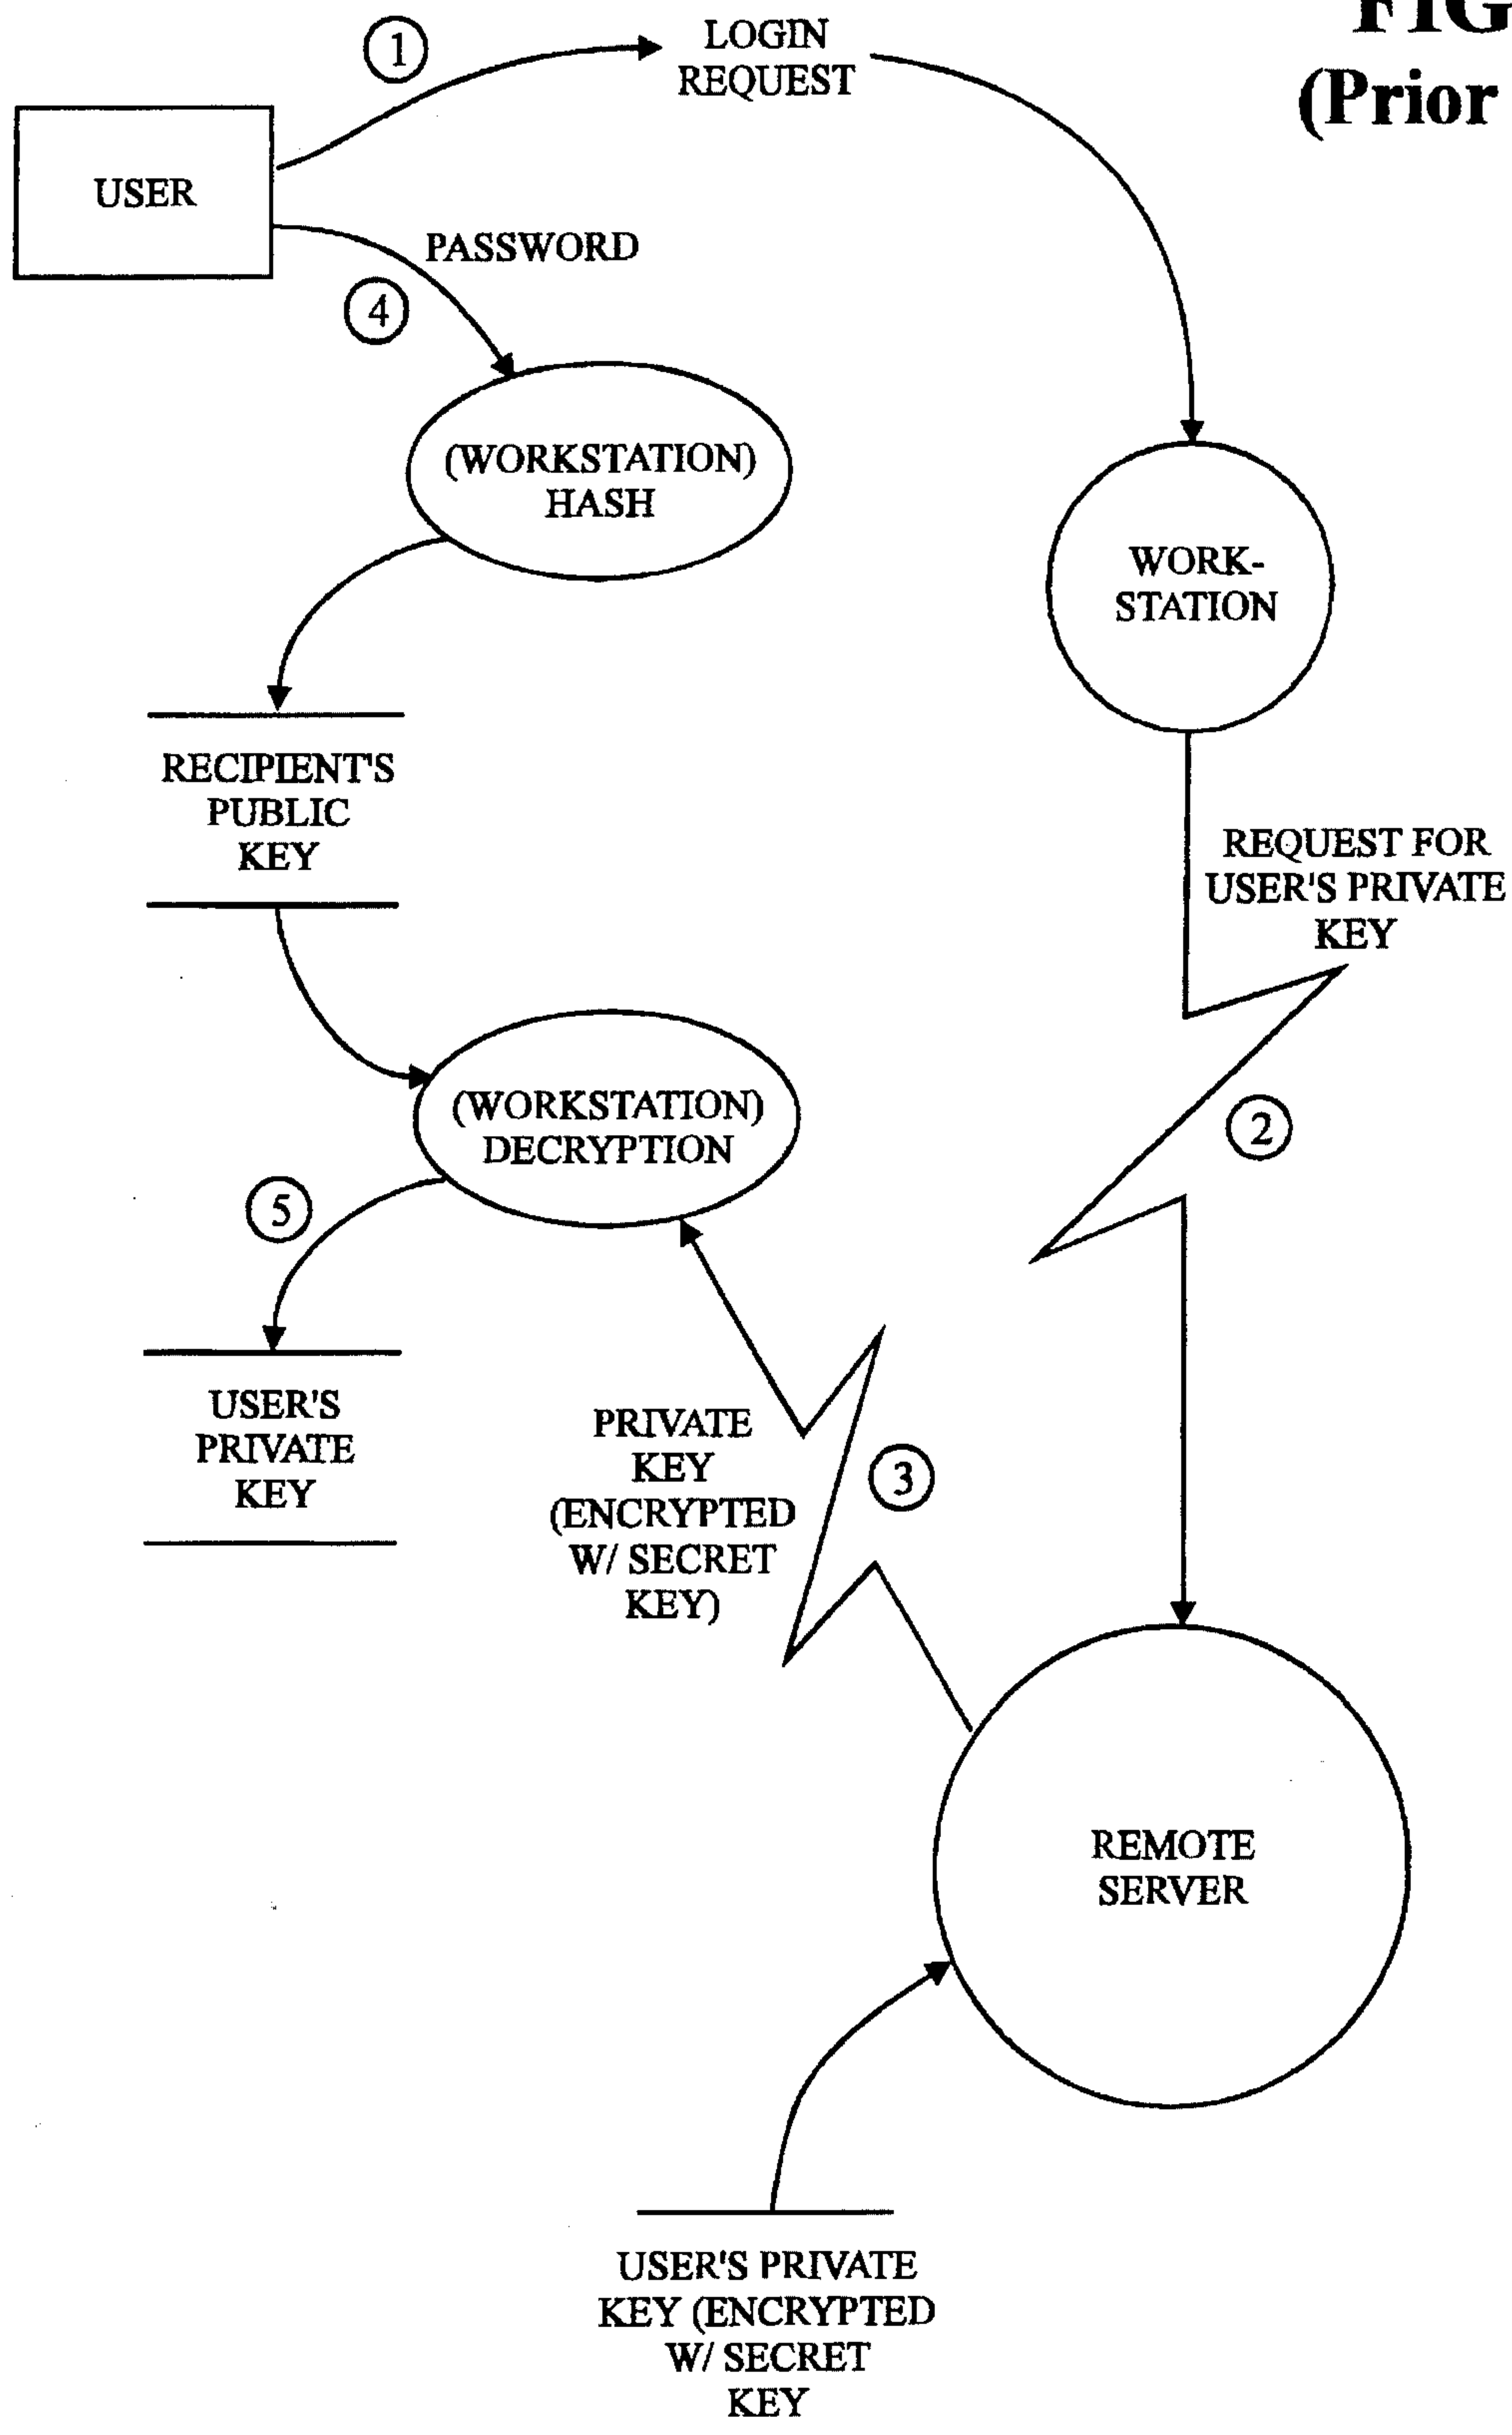 FIG
(Prior
1
LOGIN
REQUEST
USER
PASSWORD
4
(WORKSTATION)
HASH
WORK-
STATION
RECIPIENT'S
PUBLIC
KEY
REQUEST FOR
USER'S PRIVATE
KEY
(WORKSTATION)
DECRYPTION
2
5
USER'S
PRIVATE
KEY
PRIVATE
KEY
(ENCRYPTED
W/ SECRET
KEY)
3
REMOTE
SERVER
USER'S PRIVATE
KEY (ENCRYPTED
W/ SECRET
KEY